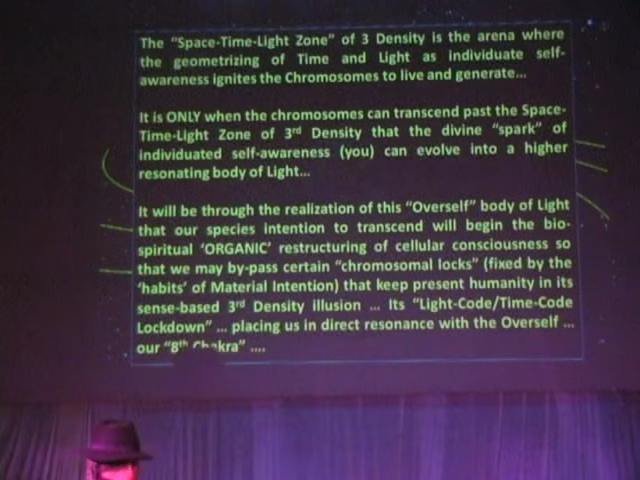 The “Space-Time-Light Zone” of 3 Density is the arena where
the geometrizing of Time and Light as individuate self-
awareness ignites the Chromosomes to live and generate...
It is ONLY when the chromosomes can transcend past the Space-
Time-Light Zone of 3rd Density that the divine “spark” of
individuated self-awareness (you) can evolve into a higher
resonating body of Light...
It will be through the realization of this “Overself” body of Light
that our species intention to transcend will begin the bio-
spiritual ‘ORGANIC’ restructuring of cellular consciousness so
that we may by-pass certain “chromosomal locks” (fixed by the
‘habits’ of Material Intention) that keep present humanity in its
sense-based 3rd Density illusion ... Its “Light-Code/Time-Code
Lockdown” ... placing us in direct resonance with the Overself ...
our “8th Chakra” ....